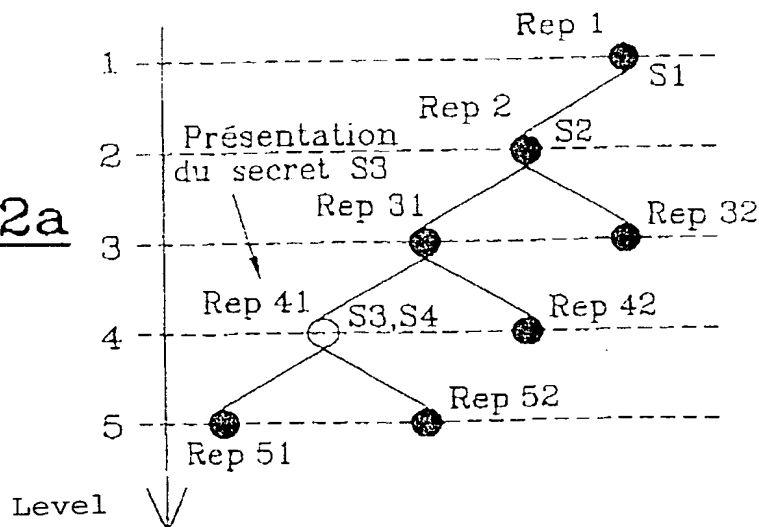 Rep 1
1
S1
Rep 2
Présentation
S2
2
du secret S3
2a
Rep 31
Rep 32
3
Rep 41
S3,S4
Rep 42
4
Rep 52
5
Rep 51
Level